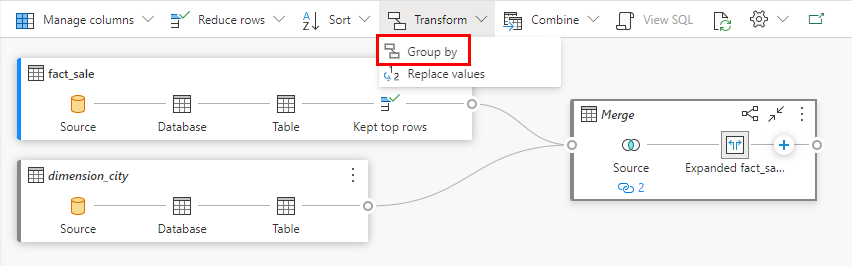 Manage columns Reduce rows Sort Transform Combine View SQL
Group by
Replace values
fact_sale
Source Database Table Kept top rows
Merge
Source Expanded fact_sa...
2
dimension_city
Source Database Table